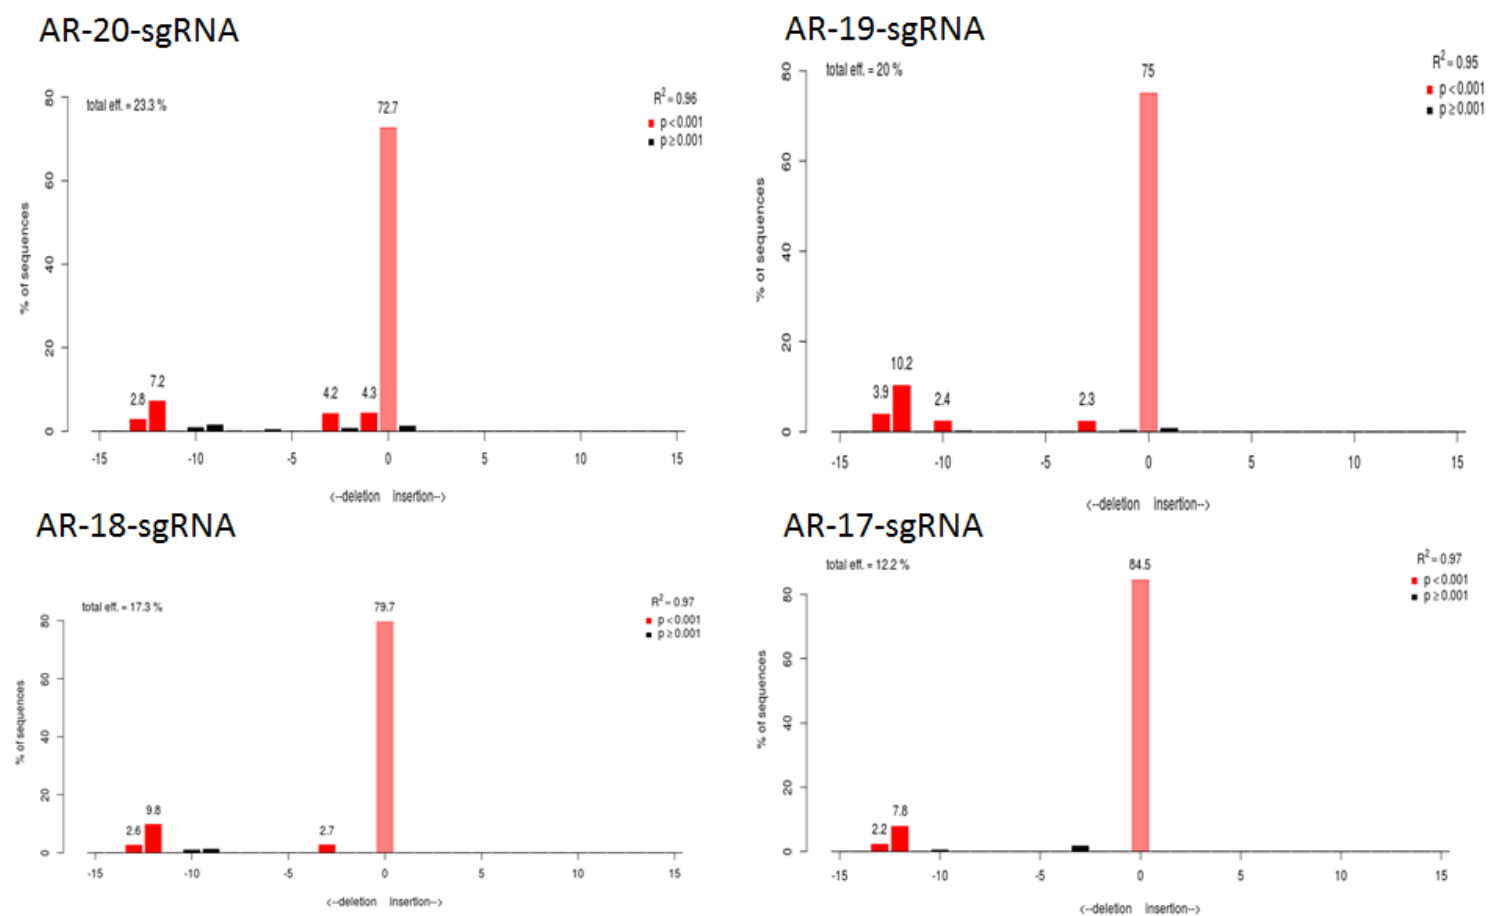 AR-20-sgRNA
total eff. = 23.3 %
R2 = 0.96
p < 0.001
p ≥ 0.001
% of sequences
80
60
40
20
0
2.8
7.2
4.2
4.3
72.7
-15 -10 -5 0 5 10 15
<--deletion insertion-->
AR-19-sgRNA
total eff. = 20 %
R2 = 0.95
p < 0.001
p ≥ 0.001
% of sequences
80
60
40
20
0
3.9
10.2
2.4
2.3
75
-15 -10 -5 0 5 10 15
<--deletion insertion-->
AR-18-sgRNA
total eff. = 17.3 %
R2 = 0.97
p < 0.001
p ≥ 0.001
% of sequences
80
60
40
20
0
2.6
9.8
2.7
79.7
-15 -10 -5 0 5 10 15
<--deletion insertion-->
AR-17-sgRNA
total eff. = 12.2 %
R2 = 0.97
p < 0.001
p ≥ 0.001
% of sequences
80
60
40
20
0
2.2
7.8
84.5
-15 -10 -5 0 5 10 15
<--deletion insertion-->